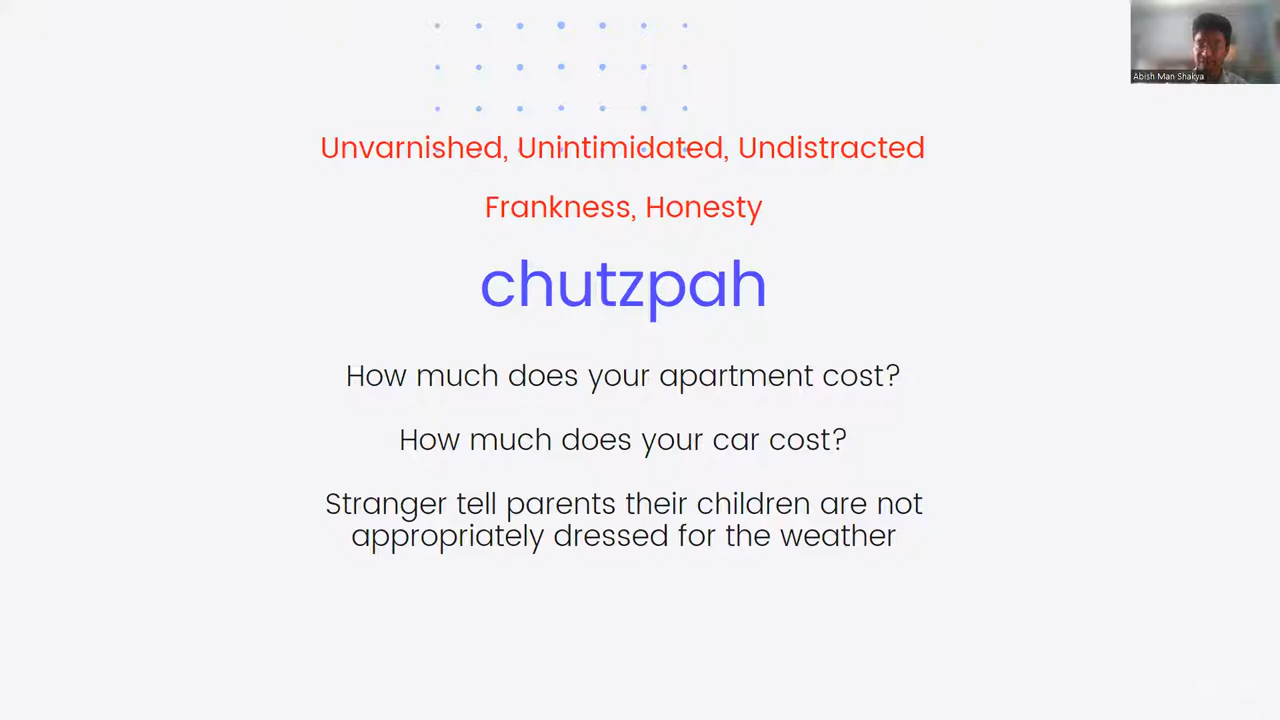 Abish Man Shakya
Unvarnished, Unintimidated, Undistracted
Frankness, Honesty
chutzpah
How much does your apartment cost?
How much does your car cost?
Stranger tell parents their children are not
appropriately dressed for the weather